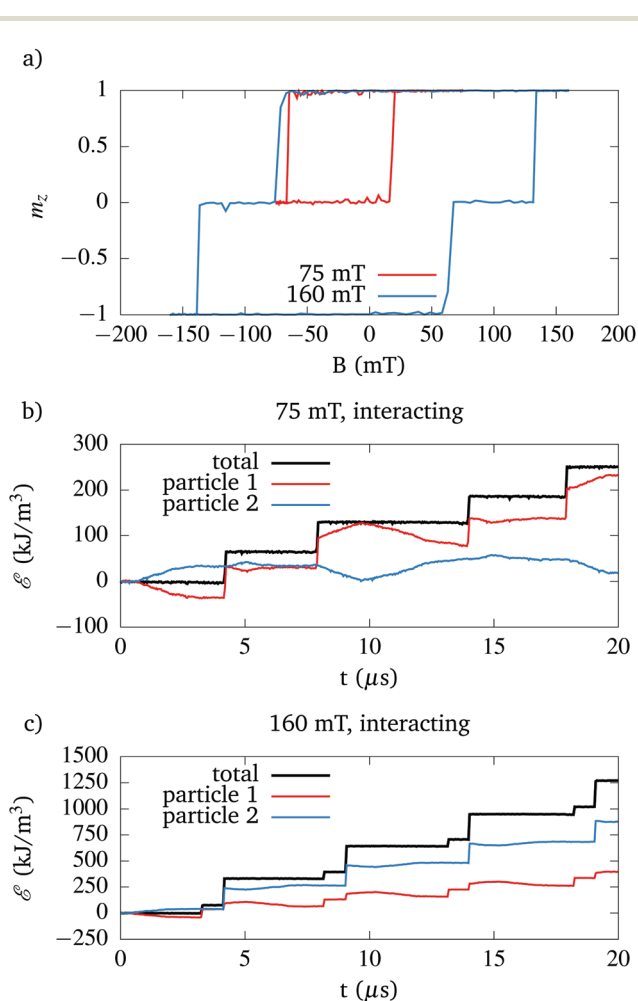 a)
1
0.5
0
−0.5
−1
m_z
75 mT
160 mT
−200 −150 −100 −50 0 50 100 150 200
B (mT)
b)
75 mT, interacting
300
200
100
0
−100
ℰ (kJ/m³)
total
particle 1
particle 2
0 5 10 15 20
t (μs)
c)
160 mT, interacting
1500
1250
1000
750
500
250
0
−250
ℰ (kJ/m³)
total
particle 1
particle 2
0 5 10 15 20
t (μs)